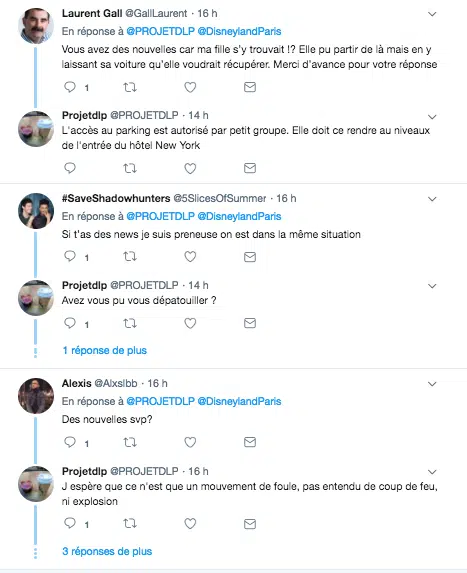 Laurent Gall @GallLaurent · 16 h
En réponse à @PROJETDLP @DisneylandParis
Vous avez des nouvelles car ma fille s'y trouvait !? Elle pu partir de là mais en y
laissant sa voiture qu'elle voudrait récupérer. Merci d'avance pour votre réponse
1
Projetdlp @PROJETDLP · 14 h
L'accès au parking est autorisé par petit groupe. Elle doit ce rendre au niveaux
de l'entrée du hôtel New York
#SaveShadowhunters @5SlicesOfSummer · 16 h
En réponse à @PROJETDLP @DisneylandParis
Si t'as des news je suis preneuse on est dans la même situation
1
Projetdlp @PROJETDLP · 14 h
Avez vous pu vous dépatouiller ?
1
1 réponse de plus
Alexis @Alxslbb · 16 h
En réponse à @PROJETDLP @DisneylandParis
Des nouvelles svp?
1
Projetdlp @PROJETDLP · 16 h
J espère que ce n'est que un mouvement de foule, pas entendu de coup de feu,
ni explosion
1
3 réponses de plus